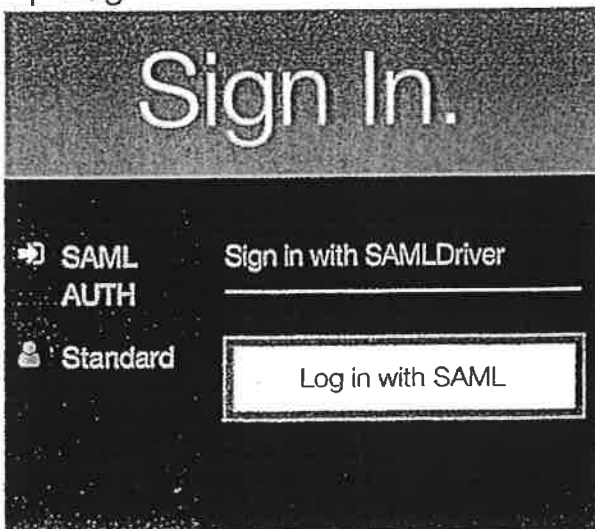 Sign In.
SAML
AUTH
Standard
Sign in with SAMLDriver
Log in with SAML